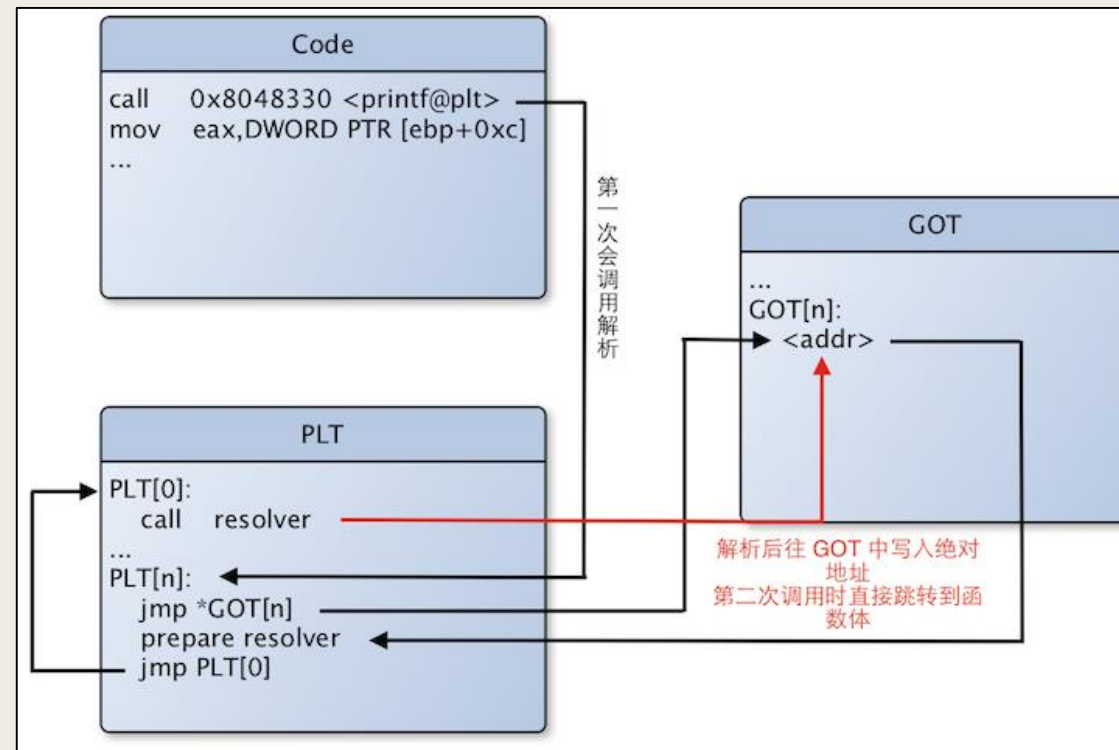 Code
call 0x8048330 <printf@plt>
mov eax,DWORD PTR [ebp+0xc]
...
第一次会调用解析
GOT
...
GOT[n]:
<addr>
PLT
PLT[0]:
call resolver
...
PLT[n]:
jmp *GOT[n]
prepare resolver
jmp PLT[0]
解析后往 GOT 中写入绝对
地址
第二次调用时直接跳转到函
数体